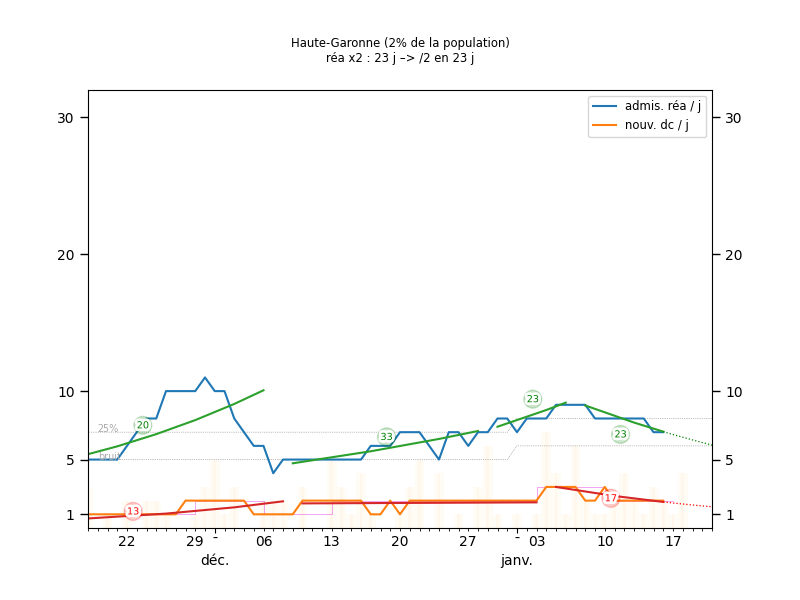 Haute-Garonne (2% de la population)
réa x2 : 23 j –> /2 en 23 j
admis. réa / j
nouv. dc / j
30 30
20 20
10 10
5 5
1 1
25%
bruit
20
33
23
23
13
17
22 29 - 06 13 20 27 - 03 10 17
déc. janv.